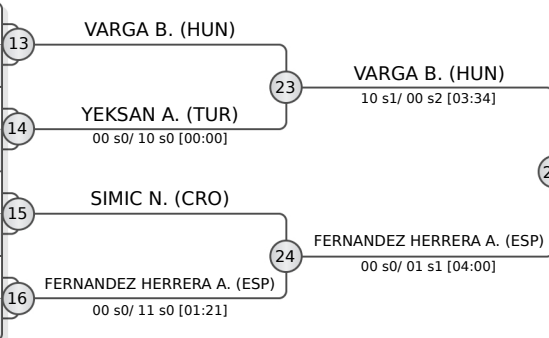 VARGA B. (HUN)
13
23
VARGA B. (HUN)
10 s1/ 00 s2 [03:34]
YEKSAN A. (TUR)
14
00 s0/ 10 s0 [00:00]
SIMIC N. (CRO)
15
24
FERNANDEZ HERRERA A. (ESP)
00 s0/ 01 s1 [04:00]
FERNANDEZ HERRERA A. (ESP)
16
00 s0/ 11 s0 [01:21]